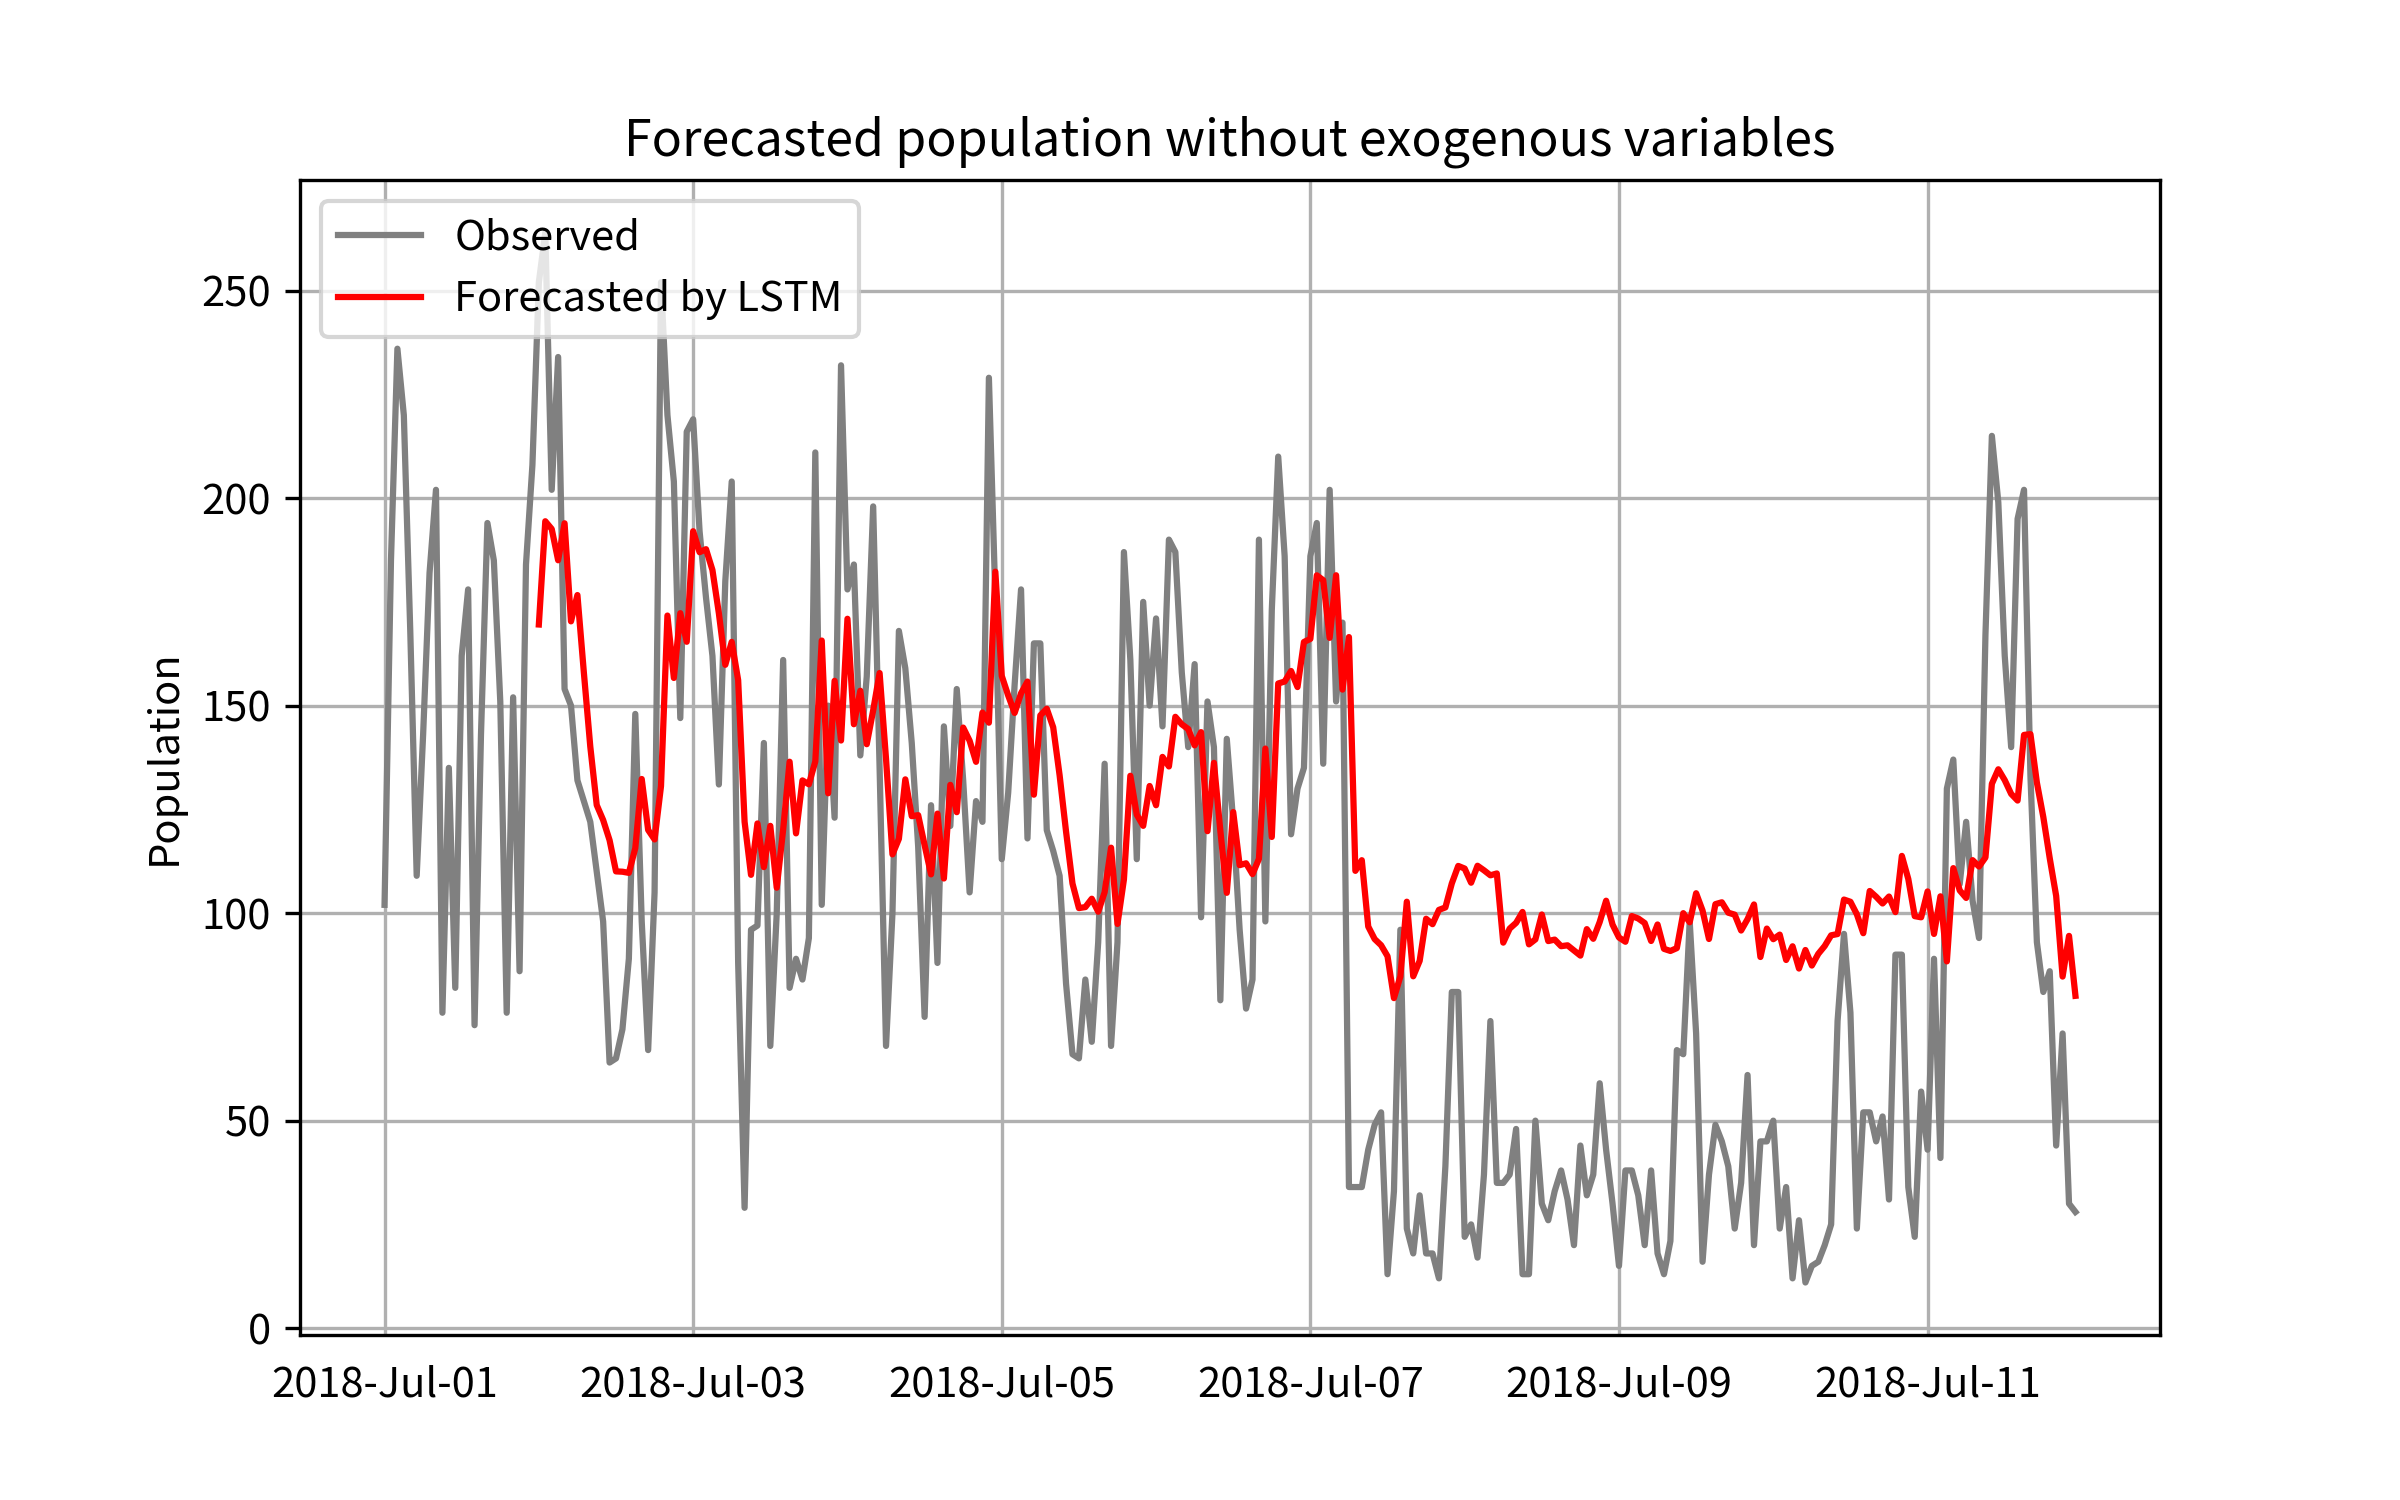 Forecasted population without exogenous variables
Observed
Forecasted by LSTM
Population
250
200
150
100
50
0
2018-Jul-01 2018-Jul-03 2018-Jul-05 2018-Jul-07 2018-Jul-09 2018-Jul-11